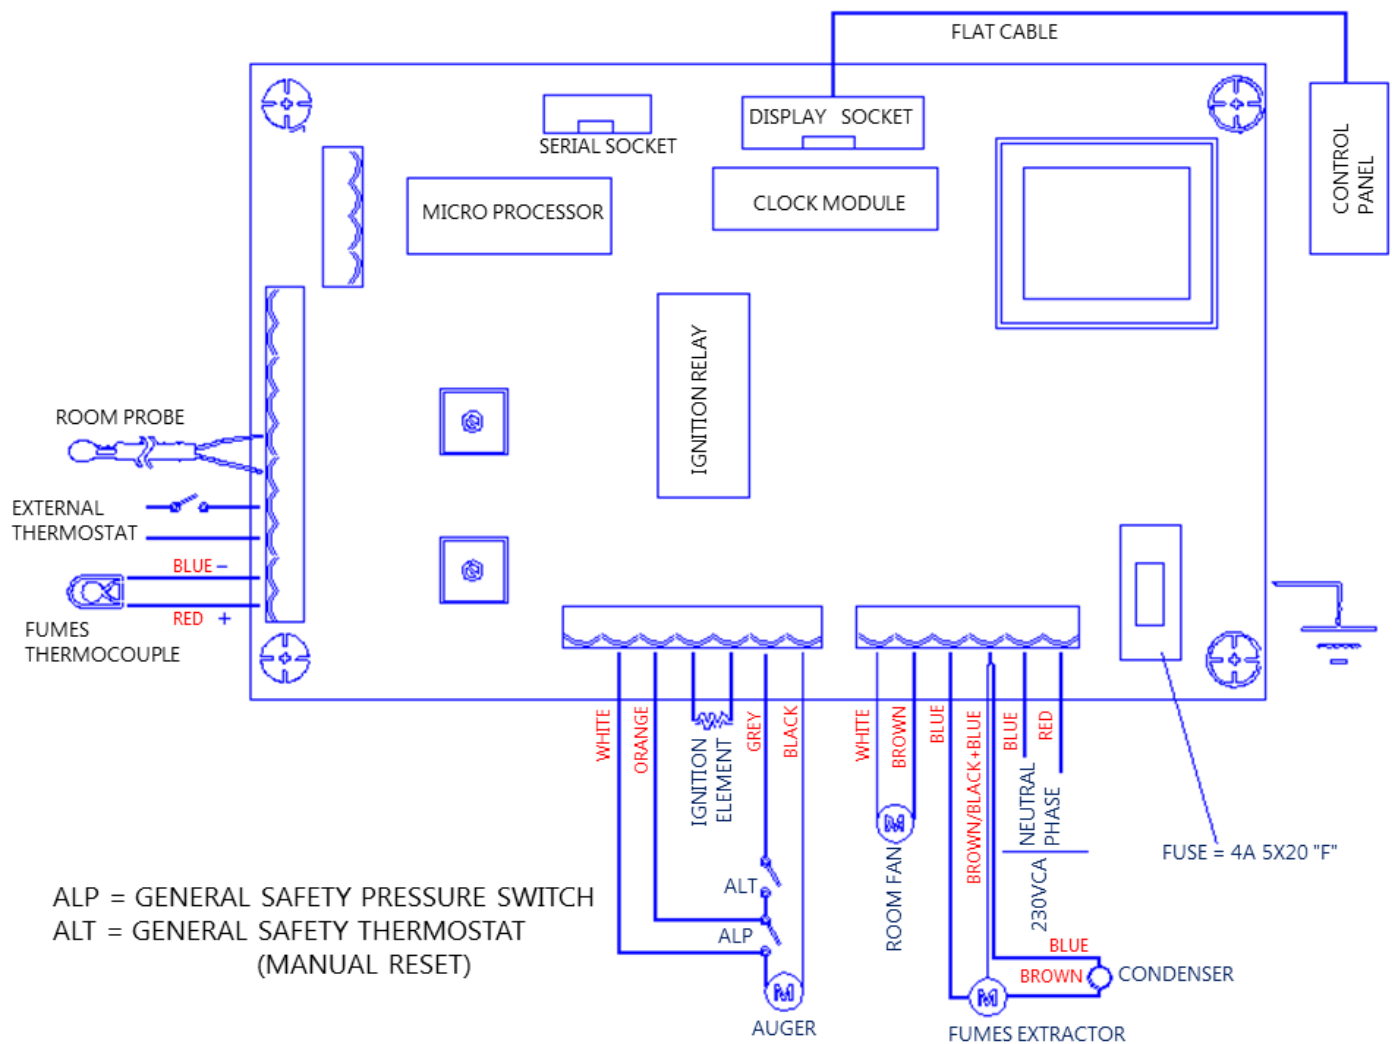 FLAT CABLE
DISPLAY SOCKET
SERIAL SOCKET
CONTROL
PANEL
MICRO PROCESSOR
CLOCK MODULE
IGNITION RELAY
ROOM PROBE
EXTERNAL
THERMOSTAT
BLUE –
RED +
FUMES
THERMOCOUPLE
WHITE
ORANGE
IGNITION
ELEMENT
GREY
BLACK
WHITE
BROWN
BLUE
BROWN/BLACK+BLUE
BLUE
RED
NEUTRAL
PHASE
230VCA
M
ROOM FAN
FUSE = 4A 5X20 "F"
ALT
ALP
ALP = GENERAL SAFETY PRESSURE SWITCH
ALT = GENERAL SAFETY THERMOSTAT
(MANUAL RESET)
M
AUGER
BLUE
BROWN
CONDENSER
M
FUMES EXTRACTOR